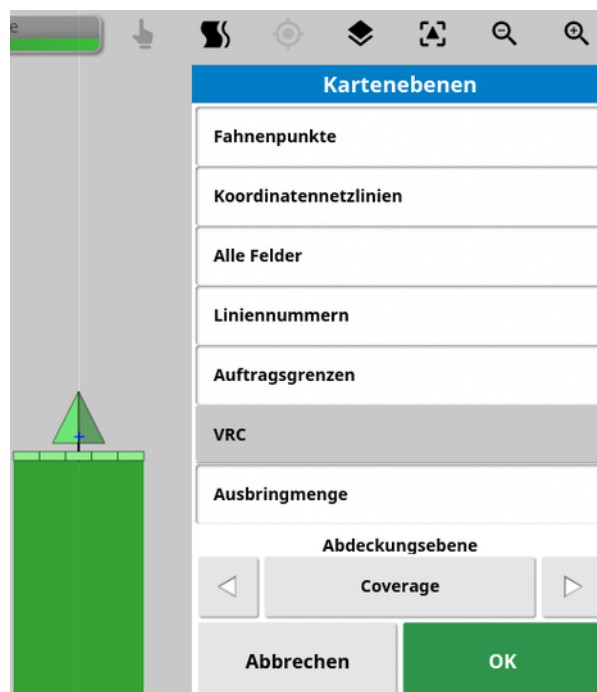 e
Kartenebenen
Fahnenpunkte
Koordinatennetzlinien
Alle Felder
Liniennummern
Auftragsgrenzen
VRC
Ausbringmenge
Abdeckungsebene
Coverage
Abbrechen
OK